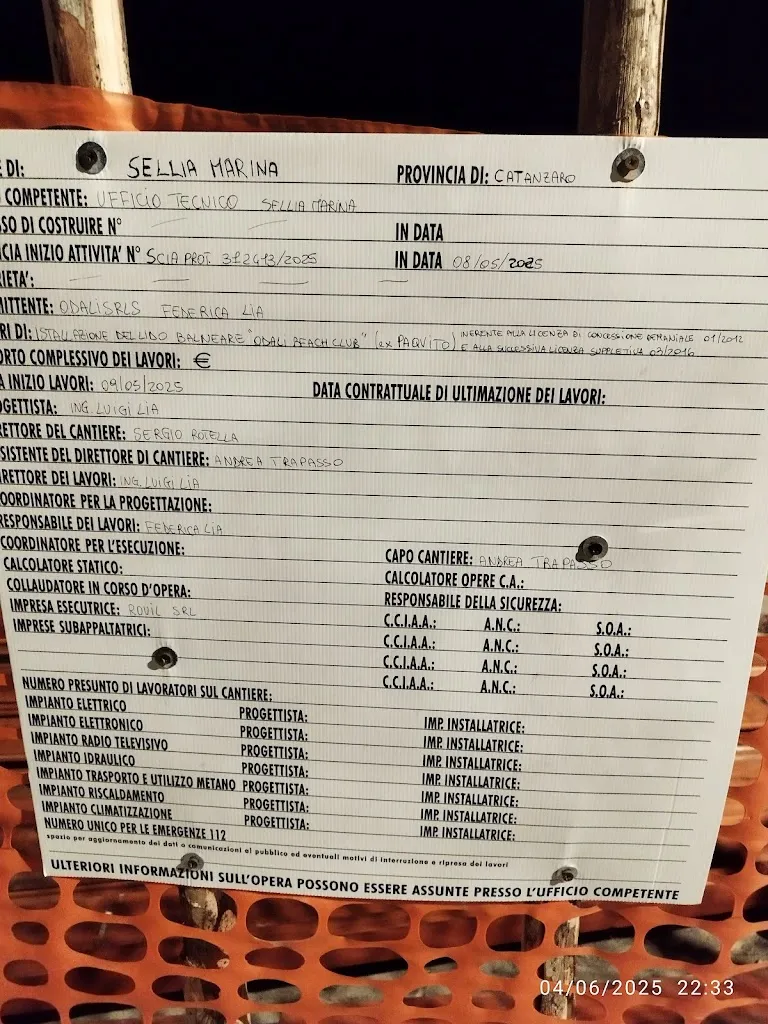 E DI: SELLIA MARINA PROVINCIA DI: CATANZARO
COMPETENTE: UFFICIO TECNICO SELLIA MARINA
SSO DI COSTRUIRE N° IN DATA
CIA INIZIO ATTIVITA' N° SCIA PROT. 312413/2025 IN DATA 08/05/2025
RIETA':
MITTENTE: ODALISRLS FEDERICA LIA
RI DI: ISTALLAZIONE DEL LIDO BALNEARE "ODALI BEACH CLUB" (ex PAQVITO) INERENTE ALLA LICENZA DI CONCESSIONE DEMANIALE 01/2012
E ALLA SUCCESSIVA LICENZA SUPPLETIVA 03/2016
ORTO COMPLESSIVO DEI LAVORI: €
A INIZIO LAVORI: 09/05/2025 DATA CONTRATTUALE DI ULTIMAZIONE DEI LAVORI:
OGETTISTA: ING. LUIGI LIA
RETTORE DEL CANTIERE: SERGIO ROTELLA
SISTENTE DEL DIRETTORE DI CANTIERE: ANDREA TRAPASSO
IRETTORE DEI LAVORI: ING. LUIGI LIA
OORDINATORE PER LA PROGETTAZIONE:
RESPONSABILE DEI LAVORI: FEDERICA LIA
COORDINATORE PER L'ESECUZIONE: CAPO CANTIERE: ANDREA TRAPASSO
CALCOLATORE STATICO: CALCOLATORE OPERE C.A.:
COLLAUDATORE IN CORSO D'OPERA: RESPONSABILE DELLA SICUREZZA:
IMPRESA ESECUTRICE: ROVIL SRL C.C.I.A.A.: A.N.C.: S.O.A.:
IMPRESE SUBAPPALTATRICI: C.C.I.A.A.: A.N.C.: S.O.A.:
C.C.I.A.A.: A.N.C.: S.O.A.:
C.C.I.A.A.: A.N.C.: S.O.A.:
NUMERO PRESUNTO DI LAVORATORI SUL CANTIERE:
IMPIANTO ELETTRICO PROGETTISTA: IMP. INSTALLATRICE:
IMPIANTO ELETTRONICO PROGETTISTA: IMP. INSTALLATRICE:
IMPIANTO RADIO TELEVISIVO PROGETTISTA: IMP. INSTALLATRICE:
IMPIANTO IDRAULICO PROGETTISTA: IMP. INSTALLATRICE:
IMPIANTO TRASPORTO E UTILIZZO METANO PROGETTISTA: IMP. INSTALLATRICE:
IMPIANTO RISCALDAMENTO PROGETTISTA: IMP. INSTALLATRICE:
IMPIANTO CLIMATIZZAZIONE PROGETTISTA: IMP. INSTALLATRICE:
NUMERO UNICO PER LE EMERGENZE 112
spazio per aggiornamento dei dati o comunicazioni al pubblico ed eventuali motivi di interruzione e ripresa dei lavori
ULTERIORI INFORMAZIONI SULL'OPERA POSSONO ESSERE ASSUNTE PRESSO L'UFFICIO COMPETENTE
04/06/2025 22:33